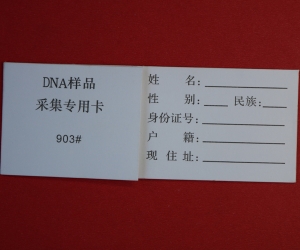 DNA样品
采集专用卡
903#
姓 名:
性 别: 民族:
身份证号:
户 籍:
现 住 址: